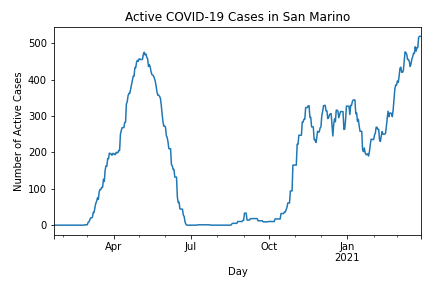 Active COVID-19 Cases in San Marino
Number of Active Cases
500
400
300
200
100
0
Apr
Jul
Oct
Jan
2021
Day